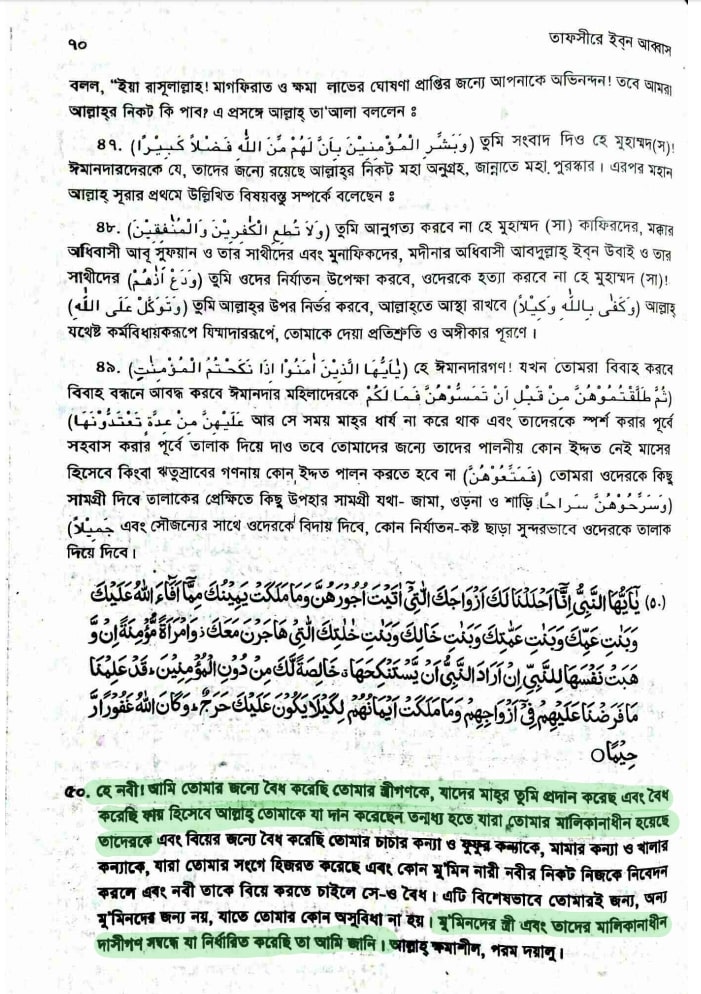 ৭০
তাফসীরে ইব্ন আব্বাস
বলল, "ইয়া রাসূলাল্লাহ! মাগফিরাত ও ক্ষমা লাভের ঘোষণা প্রাপ্তির জন্যে আপনাকে অভিনন্দন! তবে আমরা
আল্লাহ্র নিকট কি পাব? এ প্রসঙ্গে আল্লাহ্ তা'আলা বললেন ঃ
৪৭. (وَبَشِّرِ الْمُؤْمِنِيْنَ بِاَنَّ لَهُمْ مِّنَ اللّٰهِ فَضْلاً كَبِيْرًا) তুমি সংবাদ দিও হে মুহাম্মদ(স)!
ঈমানদারদেরকে যে, তাদের জন্যে রয়েছে আল্লাহ্র নিকট মহা অনুগ্রহ, জান্নাতে মহা পুরস্কার । এরপর মহান
আল্লাহ্ সূরার প্রথমে উল্লিখিত বিষয়বস্তু সম্পর্কে বলেছেন ঃ
৪৮. (وَلاَ تُطِعِ الْكٰفِرِيْنَ وَالْمُنٰفِقِيْنَ) তুমি আনুগত্য করবে না হে মুহাম্মদ (সা) কাফিরদের, মক্কার
অধিবাসী আবূ সুফয়ান ও তার সাথীদের এবং মুনাফিকদের, মদীনার অধিবাসী আবদুল্লাহ্ ইব্ন উবাই ও তার
সাথীদের (وَدَعْ اَذٰهُمْ) তুমি ওদের নির্যাতন উপেক্ষা করবে, ওদেরকে হত্যা করবে না হে মুহাম্মদ (সা)!
(وَتَوَكَّلْ عَلَى اللّٰهِ) তুমি আল্লাহ্র উপর নির্ভর করবে, আল্লাহ্তে আস্থা রাখবে (وَكَفٰى بِاللّٰهِ وَكِيْلاً) আল্লাহ্
যথেষ্ট কর্মবিধায়করূপে যিম্মাদাররূপে, তোমাকে দেয়া প্রতিশ্রুতি ও অঙ্গীকার পূরণে ।
৪৯. (يٰاَيُّهَا الَّذِيْنَ اٰمَنُوْا اِذَا نَكَحْتُمُ الْمُؤْمِنٰتِ) হে ঈমানদারগণ! যখন তোমরা বিবাহ করবে
বিবাহ বন্ধনে আবদ্ধ করবে ঈমানদার মহিলাদেরকে (ثُمَّ طَلَّقْتُمُوْهُنَّ مِنْ قَبْلِ اَنْ تَمَسُّوْهُنَّ فَمَا لَكُمْ
عَلَيْهِنَّ مِنْ عِدَّةٍ تَعْتَدُّوْنَهَا) আর সে সময় মাহ্র ধার্য না করে থাক এবং তাদেরকে স্পর্শ করার পূর্বে
সহবাস করার পূর্বে তালাক দিয়ে দাও তবে তোমাদের জন্যে তাদের পালনীয় কোন ইদ্দত নেই মাসের
হিসেবে কিংবা ঋতুস্রাবের গণনায় কোন ইদ্দত পালন করতে হবে না (فَمَتِّعُوْهُنَّ) তোমরা ওদেরকে কিছু
সামগ্রী দিবে তালাকের প্রেক্ষিতে কিছু উপহার সামগ্রী যথা- জামা, ওড়না ও শাড়ি (وَسَرِّحُوْهُنَّ سَرَاحًا
جَمِيْلاً) এবং সৌজন্যের সাথে ওদেরকে বিদায় দিবে, কোন নির্যাতন-কষ্ট ছাড়া সুন্দরভাবে ওদেরকে তালাক
দিয়ে দিবে ।
(৫০) يٰاَيُّهَا النَّبِيُّ اِنَّا اَحْلَلْنَا لَكَ اَزْوَاجَكَ الّٰتِيْ اٰتَيْتَ اُجُوْرَهُنَّ وَمَا مَلَكَتْ يَمِيْنُكَ مِمَّا اَفَآءَ اللّٰهُ عَلَيْكَ
وَبَنٰتِ عَمِّكَ وَبَنٰتِ عَمّٰتِكَ وَبَنٰتِ خَالِكَ وَبَنٰتِ خٰلٰتِكَ الّٰتِيْ هَاجَرْنَ مَعَكَ وَامْرَاَةً مُّؤْمِنَةً اِنْ وَّ
هَبَتْ نَفْسَهَا لِلنَّبِيِّ اِنْ اَرَادَ النَّبِيُّ اَنْ يَّسْتَنْكِحَهَا خَالِصَةً لَّكَ مِنْ دُوْنِ الْمُؤْمِنِيْنَ قَدْ عَلِمْنَا
مَا فَرَضْنَا عَلَيْهِمْ فِيْ اَزْوَاجِهِمْ وَمَا مَلَكَتْ اَيْمَانُهُمْ لِكَيْلَا يَكُوْنَ عَلَيْكَ حَرَجٌ وَكَانَ اللّٰهُ غَفُوْرًا رَّ
حِيْمًا ○
৫০. হে নবী! আমি তোমার জন্যে বৈধ করেছি তোমার স্ত্রীগণকে, যাদের মাহ্র তুমি প্রদান করেছ এবং বৈধ
করেছি ফায় হিসেবে আল্লাহ্ তোমাকে যা দান করেছেন তন্মধ্য হতে যারা তোমার মালিকানাধীন হয়েছে
তাদেরকে এবং বিয়ের জন্যে বৈধ করেছি তোমার চাচার কন্যা ও ফুফুর কন্যাকে, মামার কন্যা ও খালার
কন্যাকে, যারা তোমার সংগে হিজরত করেছে এবং কোন মু'মিন নারী নবীর নিকট নিজকে নিবেদন
করলে এবং নবী তাকে বিয়ে করতে চাইলে সে-ও বৈধ । এটি বিশেষভাবে তোমারই জন্য, অন্য
মু'মিনদের জন্য নয়, যাতে তোমার কোন অসুবিধা না হয় । মু'মিনদের স্ত্রী এবং তাদের মালিকানাধীন
দাসীগণ সম্বন্ধে যা নির্ধারিত করেছি তা আমি জানি । আল্লাহ্ ক্ষমাশীল, পরম দয়ালু ।